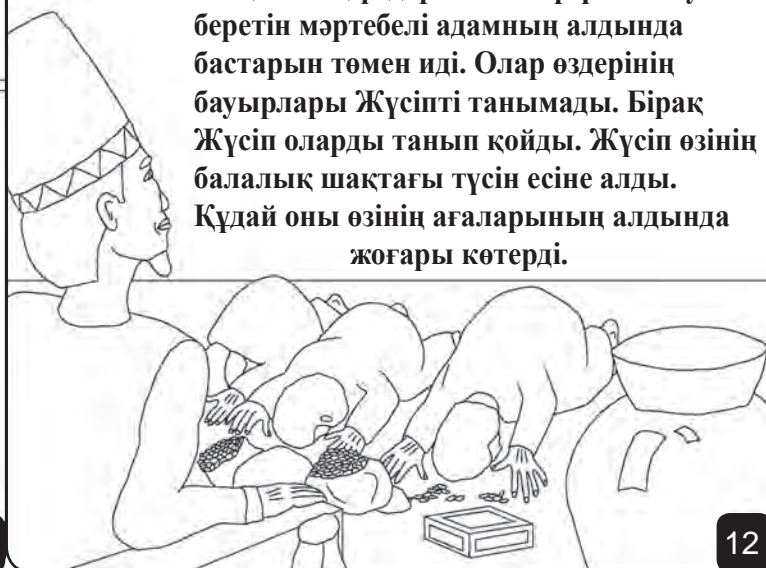 беретін мәртебелі адамның алдында
бастарын төмен иді. Олар өздерінің
бауырлары Жүсіпті танымады. Бірақ
Жүсіп оларды танып қойды. Жүсіп өзінің
балалық шақтағы түсін есіне алды.
Құдай оны өзінің ағаларының алдында
жоғары көтерді.
12